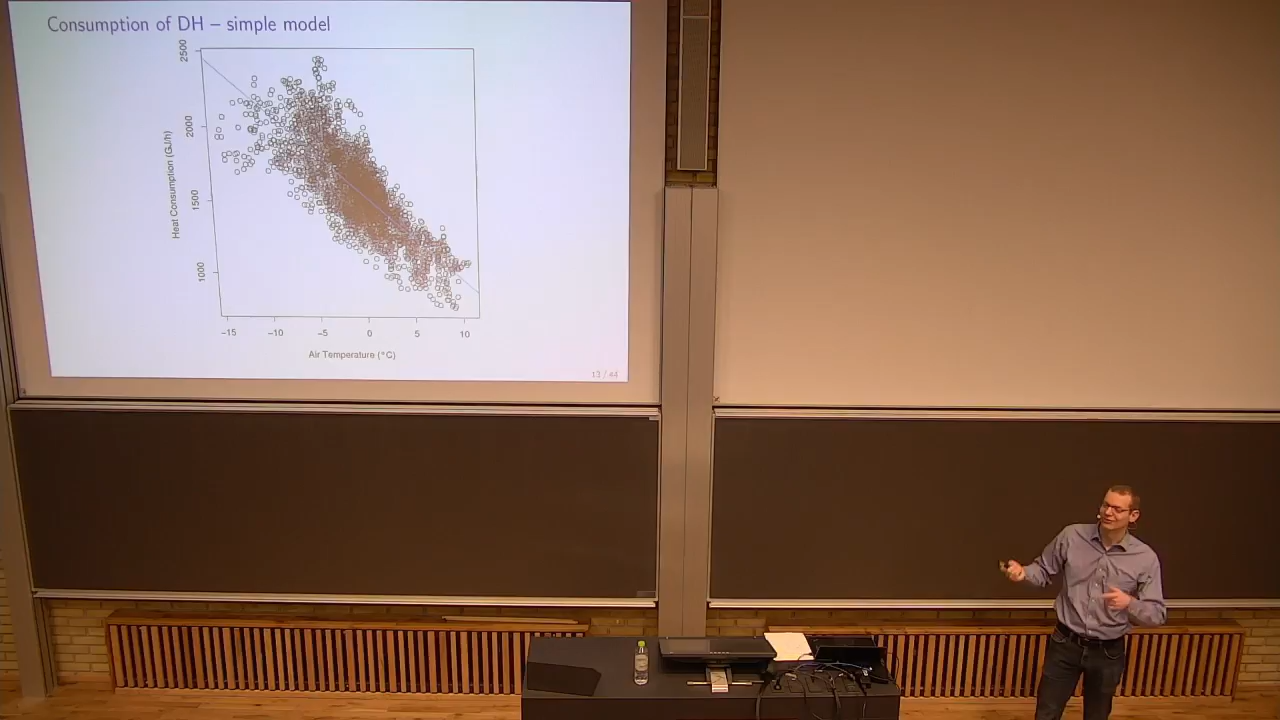 Consumption of DH – simple model
2500
2000
1500
1000
Heat Consumption (GJ/h)
−15 −10 −5 0 5 10
Air Temperature (°C)
13 / 44